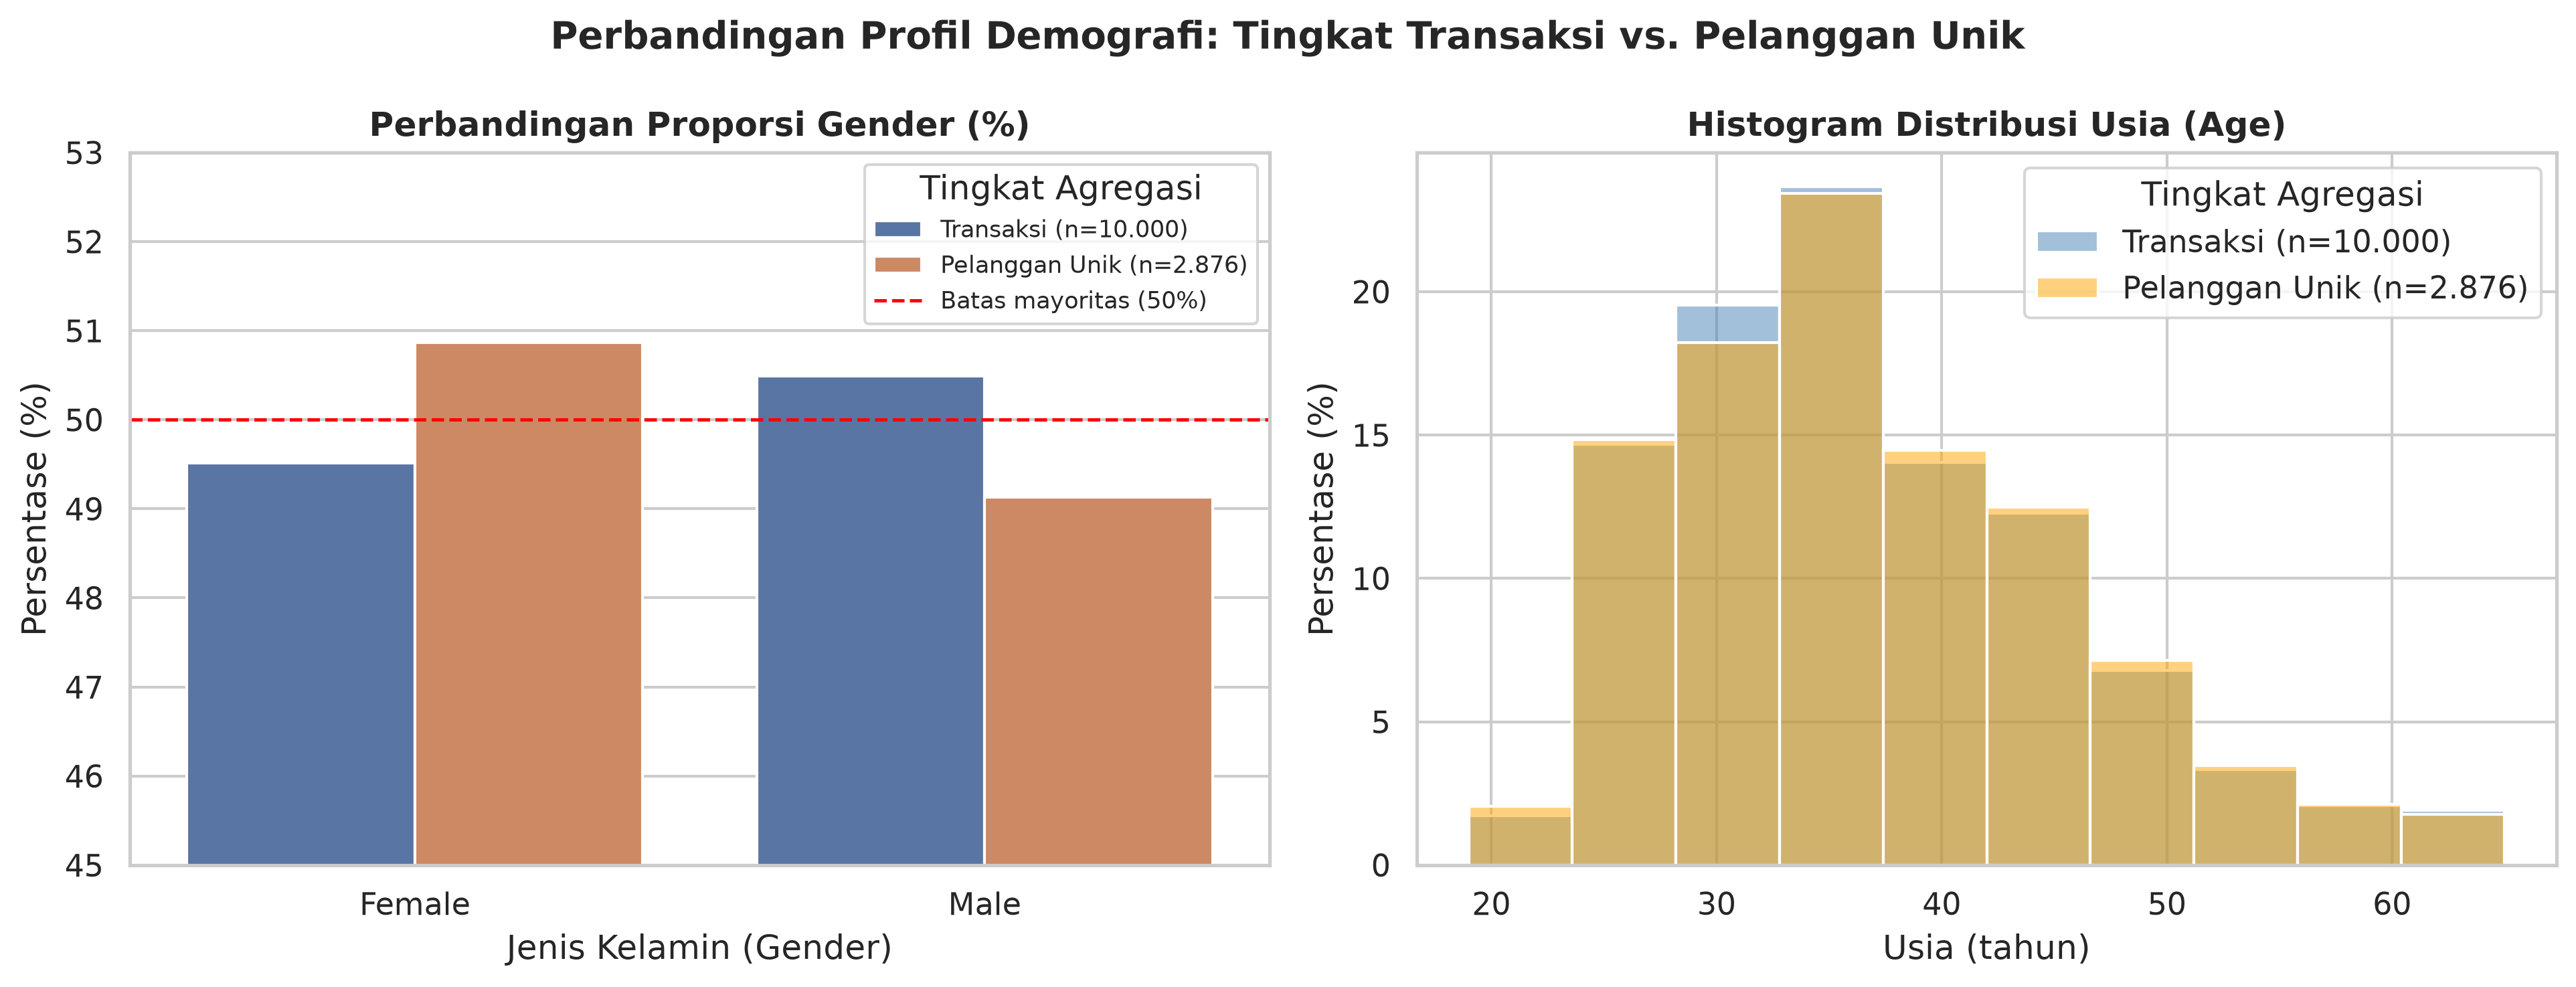 Perbandingan Profil Demografi: Tingkat Transaksi vs. Pelanggan Unik
Perbandingan Proporsi Gender (%)
53
52
51
50
49
48
47
46
45
Persentase (%)
Tingkat Agregasi
Transaksi (n=10.000)
Pelanggan Unik (n=2.876)
Batas mayoritas (50%)
Female
Male
Jenis Kelamin (Gender)
Histogram Distribusi Usia (Age)
20
15
10
5
0
Persentase (%)
Tingkat Agregasi
Transaksi (n=10.000)
Pelanggan Unik (n=2.876)
20
30
40
50
60
Usia (tahun)